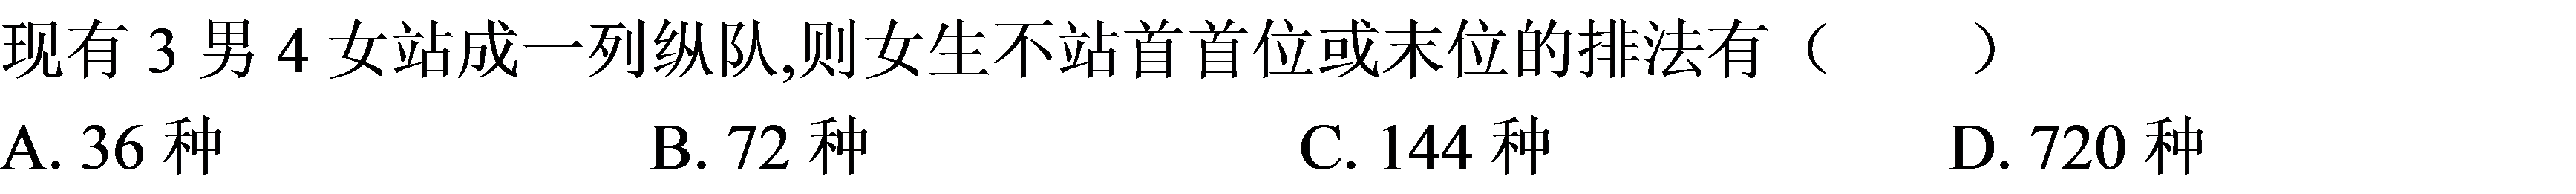 现有 3 男 4 女站成一列纵队,则女生不站首首位或末位的排法有（　　）
A. 36 种　B. 72 种　C. 144 种　D. 720 种